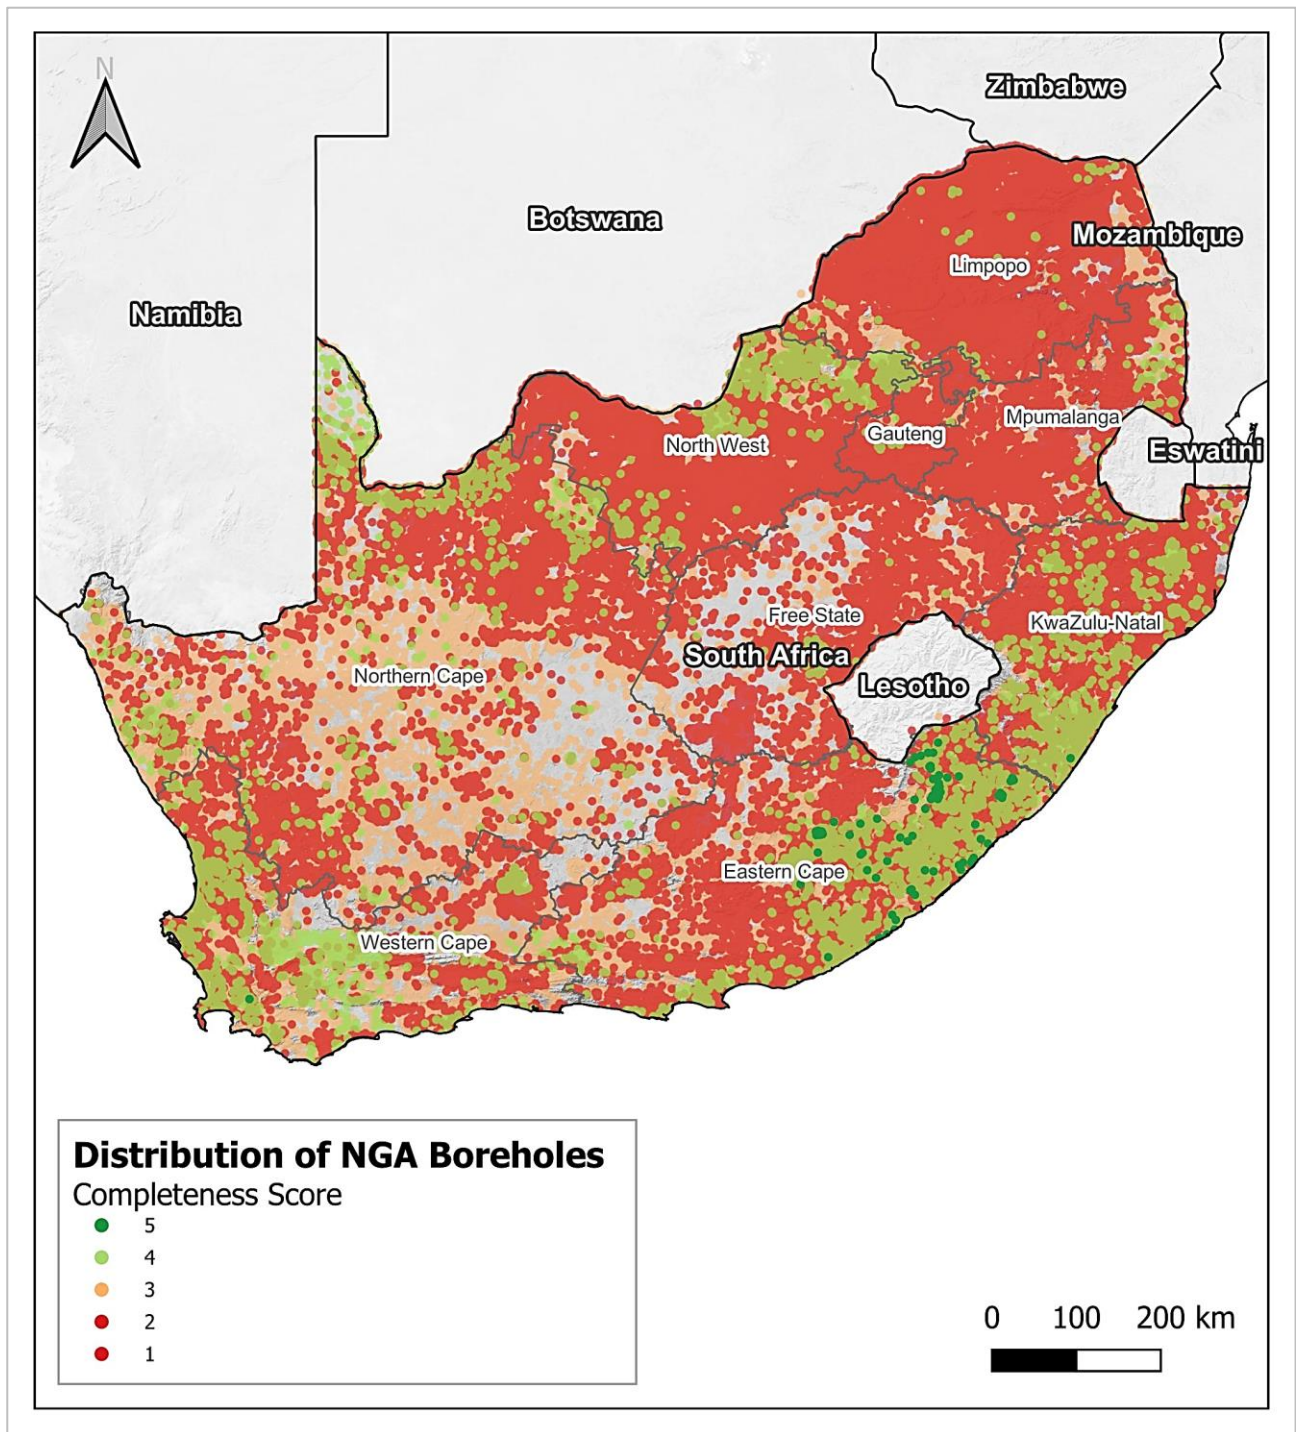 N
Zimbabwe
Botswana
Mozambique
Limpopo
Namibia
Mpumalanga
Gauteng
North West
Eswatini
Free State
KwaZulu-Natal
South Africa
Northern Cape
Lesotho
Eastern Cape
Western Cape
Distribution of NGA Boreholes
Completeness Score
5
4
3
2
1
0 100 200 km